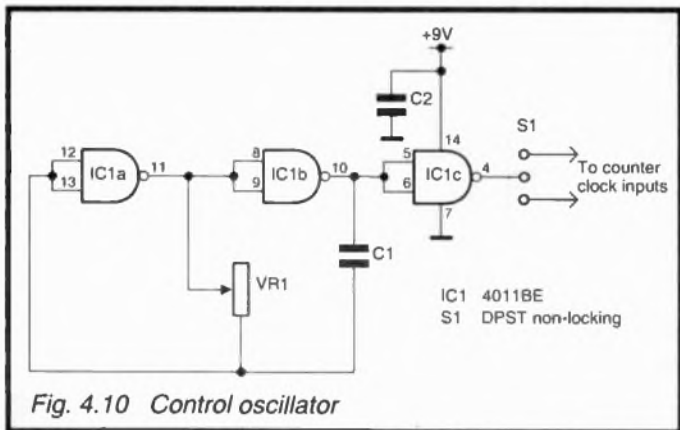 +9V
C2
S1
14
12
13
IC1a
11
8
9
IC1b
10
5
6
IC1c
4
7
To counter
clock inputs
VR1
C1
IC1 4011BE
S1 DPST non-locking
Fig. 4.10 Control oscillator